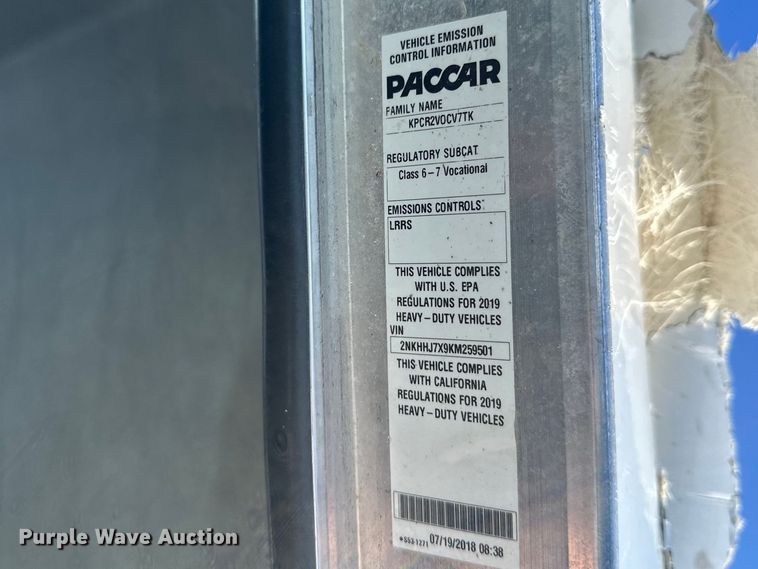 VEHICLE EMISSION
CONTROL INFORMATION
PACCAR
FAMILY NAME
KPCR2VOCV7TK
REGULATORY SUBCAT
Class 6-7 Vocational
EMISSIONS CONTROLS
LRRS
THIS VEHICLE COMPLIES
WITH U.S. EPA
REGULATIONS FOR 2019
HEAVY-DUTY VEHICLES
VIN
2NKHHJ7X9KM259501
THIS VEHICLE COMPLIES
WITH CALIFORNIA
REGULATIONS FOR 2019
HEAVY-DUTY VEHICLES
*S53-1271 07/19/2018 08:38
Purple Wave Auction